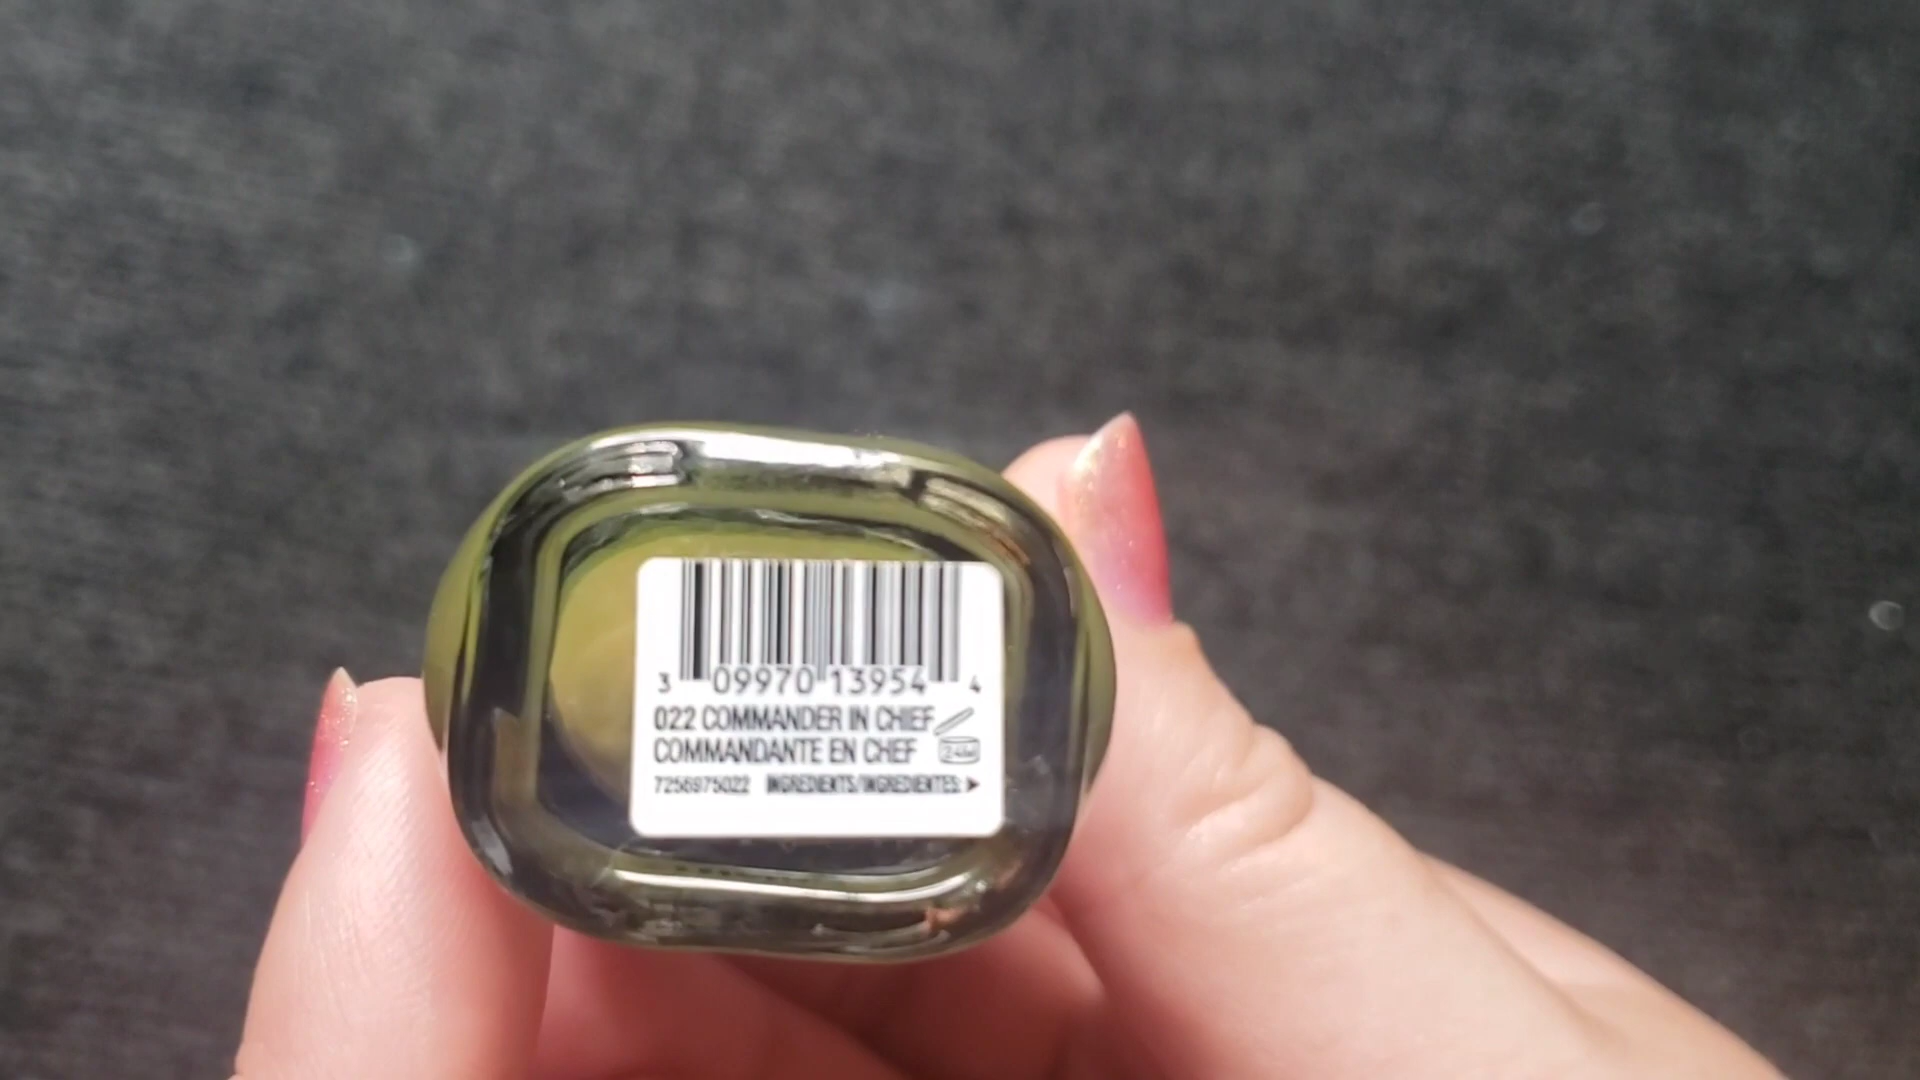 3 09970 13954 4
022 COMMANDER IN CHIEF
COMMANDANTE EN CHEF
24M
7256975022 INGREDIENTS/INGREDIENTES: